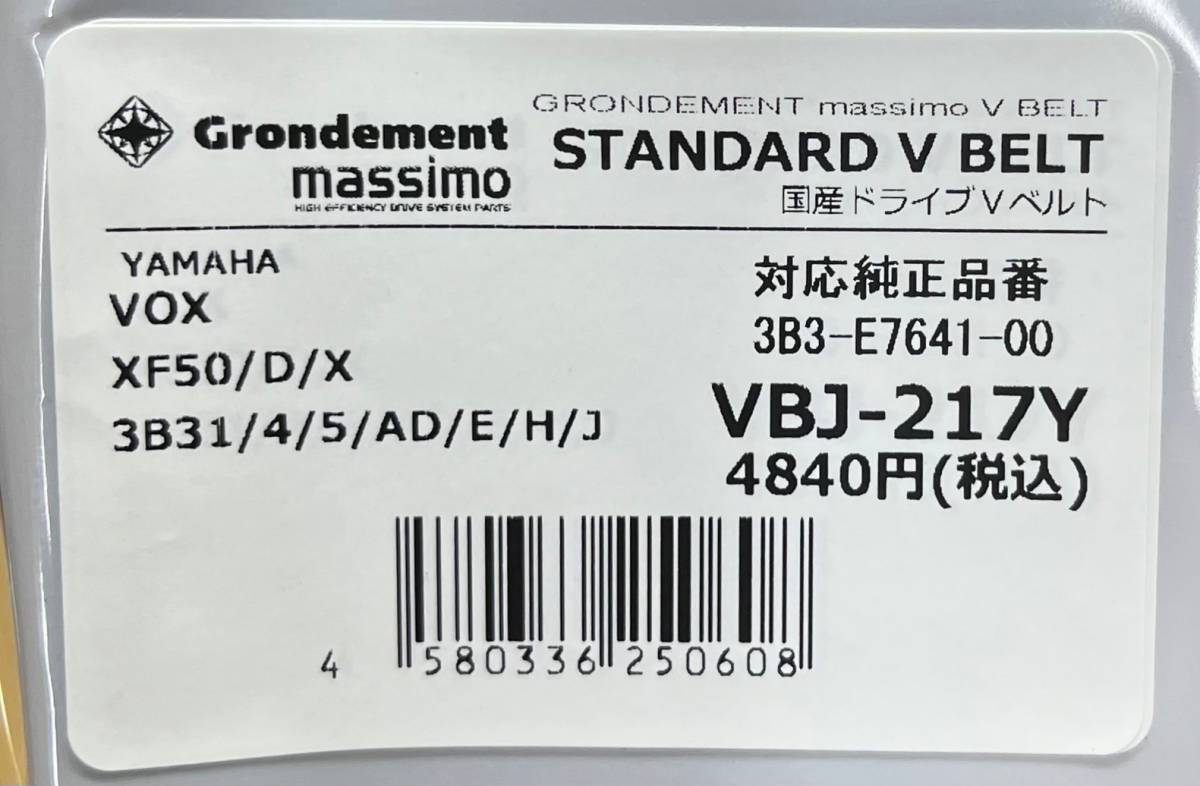 Grondement
massimo
HIGH EFFICIENCY DRIVE SYSTEM PARTS
GRONDEMENT massimo V BELT
STANDARD V BELT
国産ドライブVベルト
YAMAHA
VOX
XF50/D/X
3B31/4/5/AD/E/H/J
対応純正品番
3B3-E7641-00
VBJ-217Y
4840円(税込)
4 580336 250608